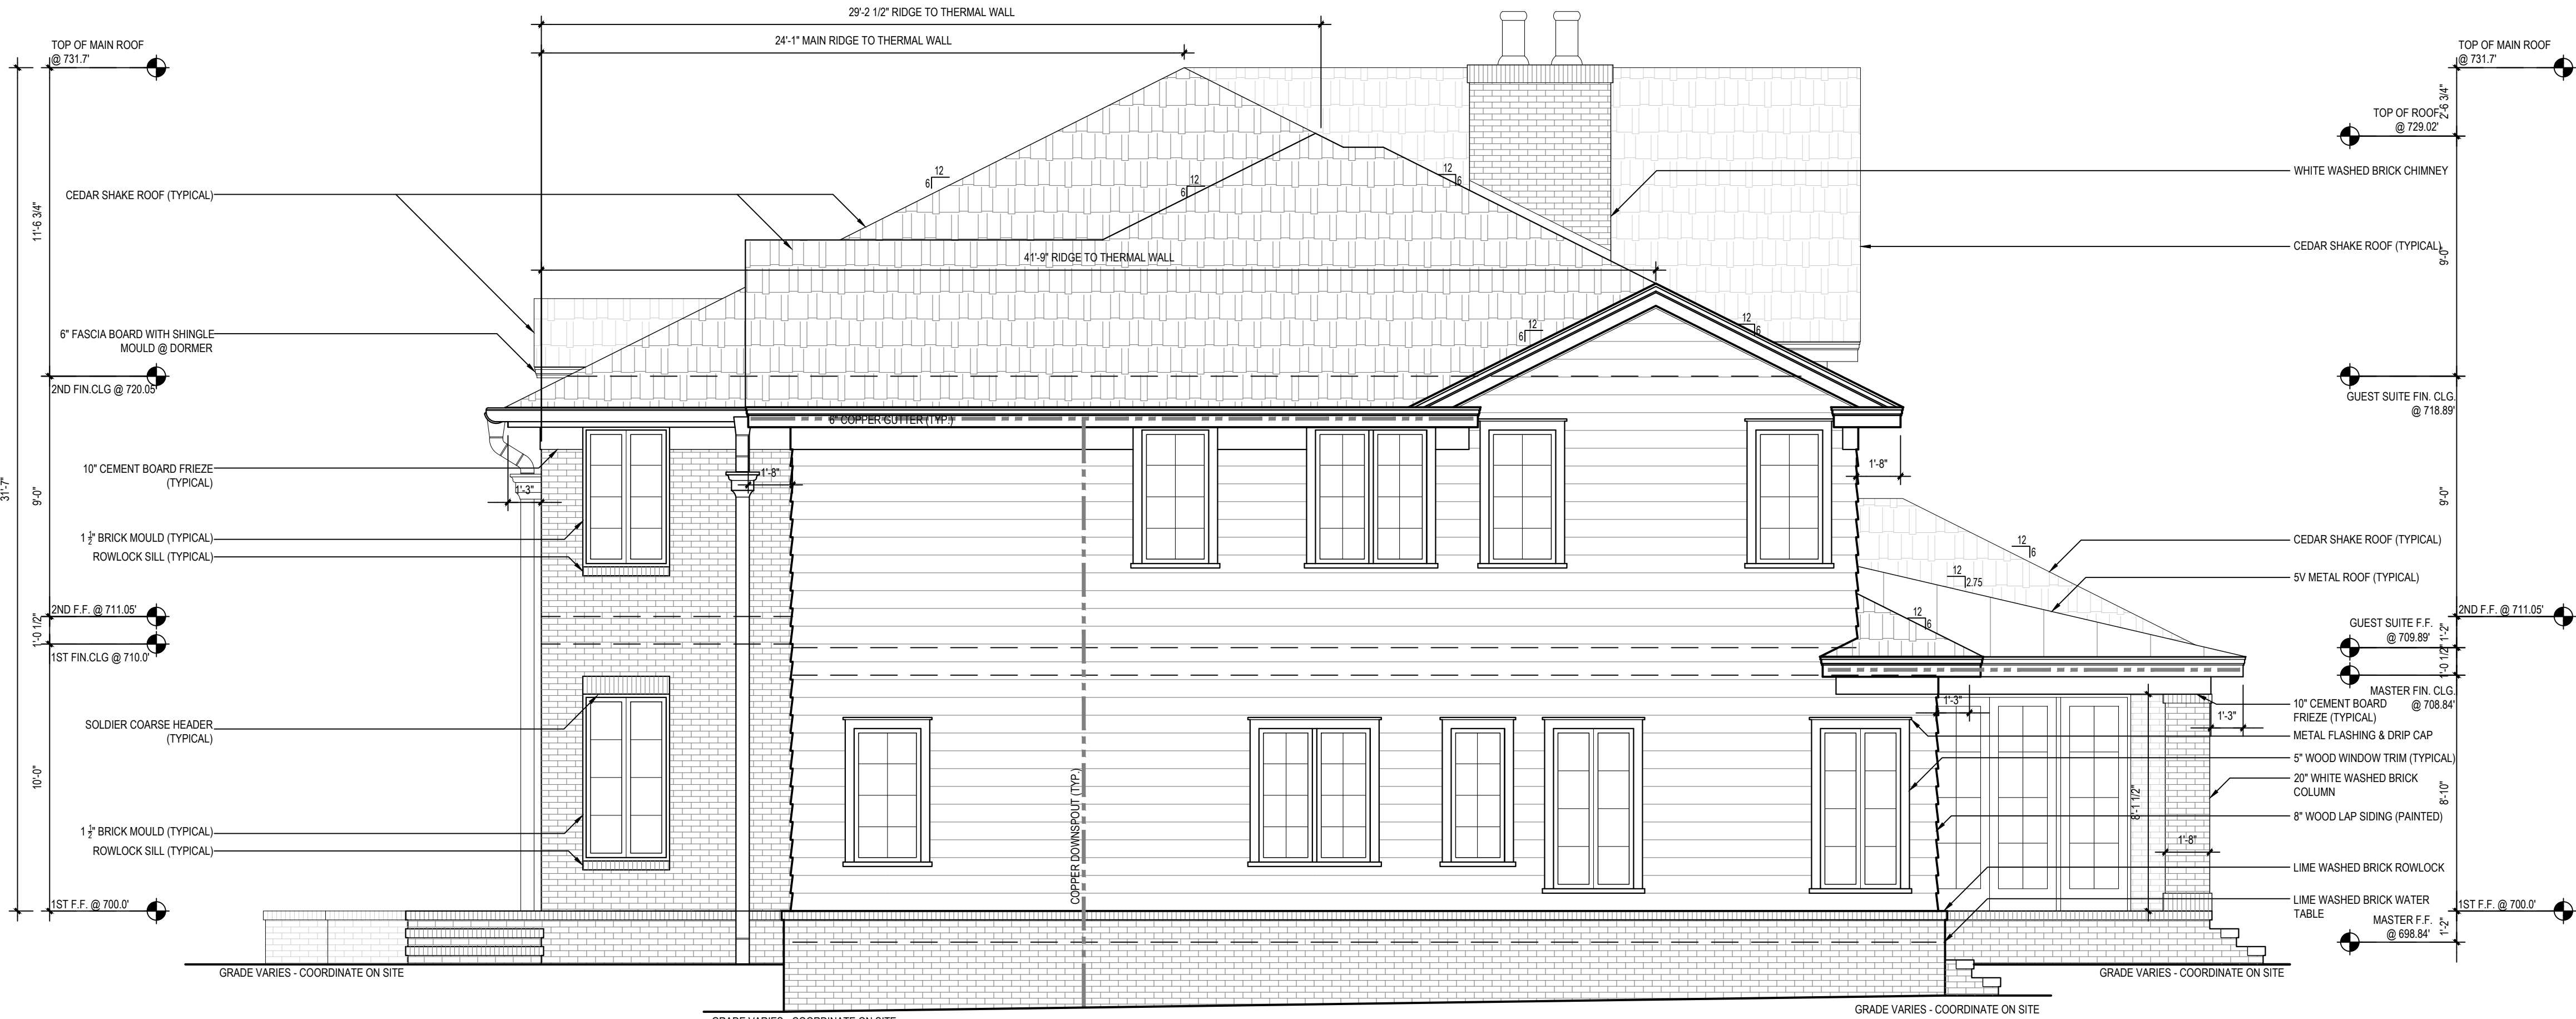 29'-2 1/2" RIDGE TO THERMAL WALL
24'-1" MAIN RIDGE TO THERMAL WALL
41'-9" RIDGE TO THERMAL WALL
TOP OF MAIN ROOF
@ 731.7'
CEDAR SHAKE ROOF (TYPICAL)
6" FASCIA BOARD WITH SHINGLE
MOULD @ DORMER
2ND FIN.CLG @ 720.05'
10" CEMENT BOARD FRIEZE
(TYPICAL)
1 1/2" BRICK MOULD (TYPICAL)
ROWLOCK SILL (TYPICAL)
2ND F.F. @ 711.05'
1ST FIN.CLG @ 710.0'
SOLDIER COARSE HEADER
(TYPICAL)
1 1/2" BRICK MOULD (TYPICAL)
ROWLOCK SILL (TYPICAL)
1ST F.F. @ 700.0'
31'-7"
11'-6 3/4"
9'-0"
1'-0 1/2"
10'-0"
GRADE VARIES - COORDINATE ON SITE
GRADE VARIES - COORDINATE ON SITE
12
6
12
6
12
6
12
6
12
6
6" COPPER GUTTER (TYP.)
1'-3"
1'-8"
1'-8"
COPPER DOWNSPOUT (TYP.)
12
6
12
2.75
12
6
1'-3"
8'-1 1/2"
1'-3"
1'-8"
TOP OF MAIN ROOF
@ 731.7'
TOP OF ROOF
@ 729.02'
WHITE WASHED BRICK CHIMNEY
CEDAR SHAKE ROOF (TYPICAL)
GUEST SUITE FIN. CLG.
@ 718.89'
CEDAR SHAKE ROOF (TYPICAL)
5V METAL ROOF (TYPICAL)
2ND F.F. @ 711.05'
GUEST SUITE F.F.
@ 709.89'
MASTER FIN. CLG.
@ 708.84'
10" CEMENT BOARD
FRIEZE (TYPICAL)
METAL FLASHING & DRIP CAP
5" WOOD WINDOW TRIM (TYPICAL)
20" WHITE WASHED BRICK
COLUMN
8" WOOD LAP SIDING (PAINTED)
LIME WASHED BRICK ROWLOCK
LIME WASHED BRICK WATER
TABLE
1ST F.F. @ 700.0'
MASTER F.F.
@ 698.84'
2'-6 3/4"
9'-0"
9'-0"
1'-2"
1'-0 1/2"
8'-10"
1'-2"
GRADE VARIES - COORDINATE ON SITE
GRADE VARIES - COORDINATE ON SITE